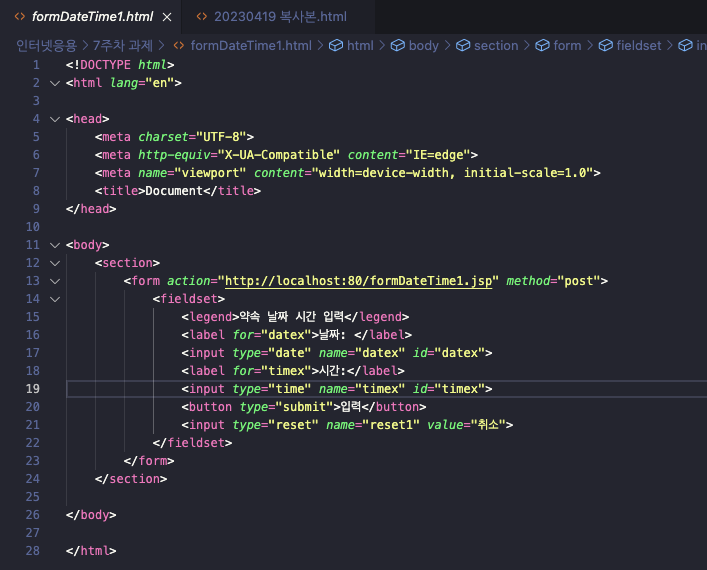 formDateTime1.html × 20230419 복사본.html
인터넷응용 > 7주차 과제 > formDateTime1.html > html > body > section > form > fieldset > in
1 <!DOCTYPE html>
2 <html lang="en">
3
4 <head>
5 <meta charset="UTF-8">
6 <meta http-equiv="X-UA-Compatible" content="IE=edge">
7 <meta name="viewport" content="width=device-width, initial-scale=1.0">
8 <title>Document</title>
9 </head>
10
11 <body>
12 <section>
13 <form action="http://localhost:80/formDateTime1.jsp" method="post">
14 <fieldset>
15 <legend>약속 날짜 시간 입력</legend>
16 <label for="datex">날짜: </label>
17 <input type="date" name="datex" id="datex">
18 <label for="timex">시간:</label>
19 <input type="time" name="timex" id="timex">
20 <button type="submit">입력</button>
21 <input type="reset" name="reset1" value="취소">
22 </fieldset>
23 </form>
24 </section>
25
26 </body>
27
28 </html>